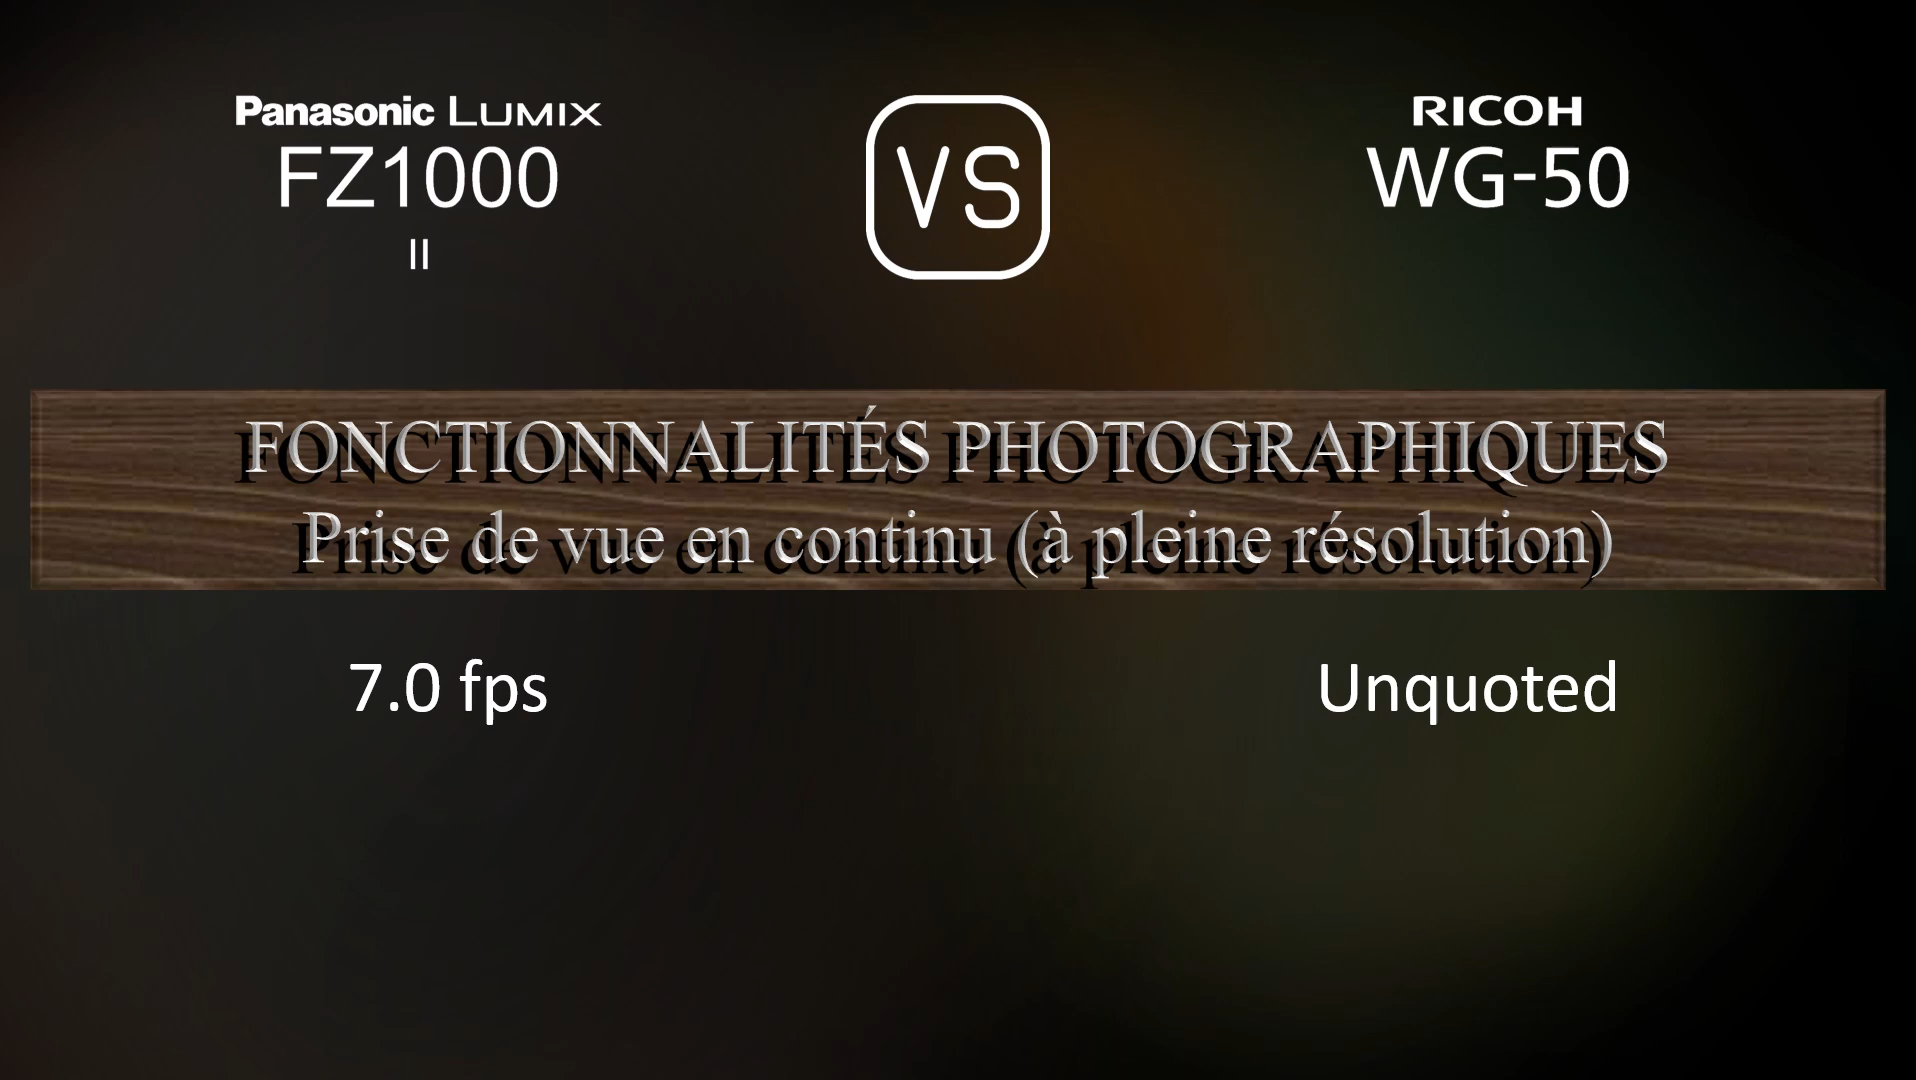 Panasonic LUMIX
FZ1000
II
VS
RICOH
WG-50
FONCTIONNALITÉS PHOTOGRAPHIQUES
Prise de vue en continu (à pleine résolution)
7.0 fps
Unquoted